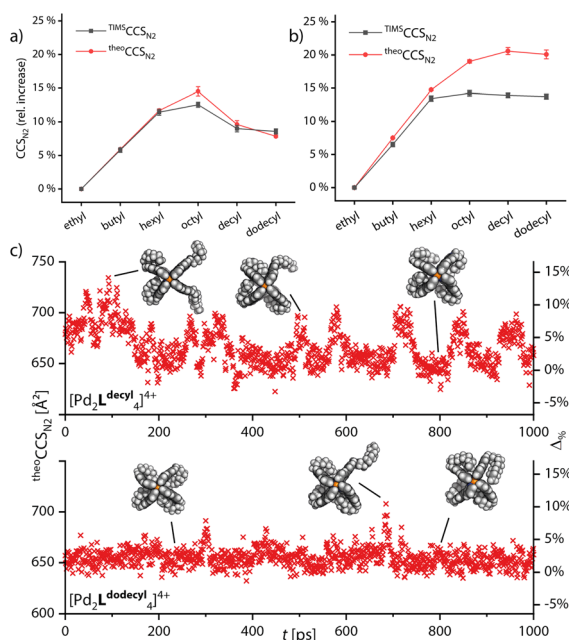 a)
TIMSCCSN2
theoCCSN2
CCSN2 (rel. increase)
25 %
20 %
15 %
10 %
5 %
0 %
ethyl
butyl
hexyl
octyl
decyl
dodecyl
b)
TIMSCCSN2
theoCCSN2
25 %
20 %
15 %
10 %
5 %
0 %
ethyl
butyl
hexyl
octyl
decyl
dodecyl
c)
750
700
650
15%
10%
5%
0%
-5%
[Pd2Ldecyl4]4+
0 200 400 600 800 1000
theoCCSN2 [Å²]
Δ%
700
650
600
15%
10%
5%
0%
-5%
[Pd2Ldodecyl4]4+
0 200 400 600 800 1000
t [ps]